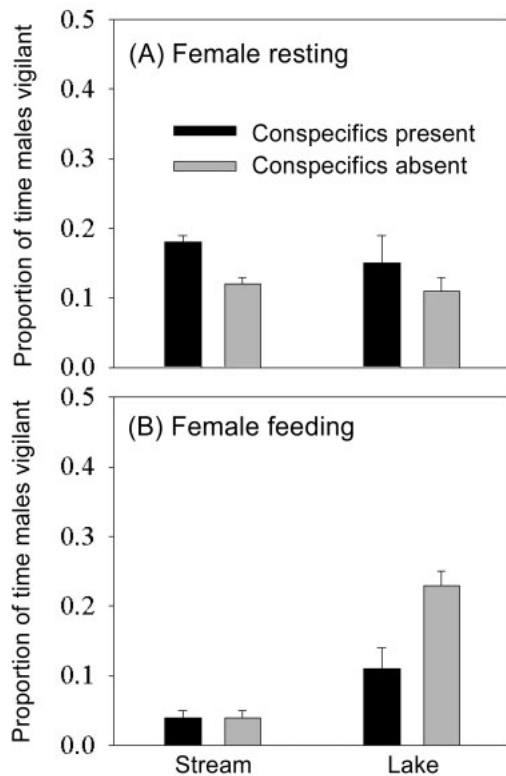 Proportion of time males vigilant
0.5
(A) Female resting
0.4
Conspecifics present
0.3
Conspecifics absent
0.2
0.1
0.0
Proportion of time males vigilant
0.5
(B) Female feeding
0.4
0.3
0.2
0.1
0.0
Stream Lake